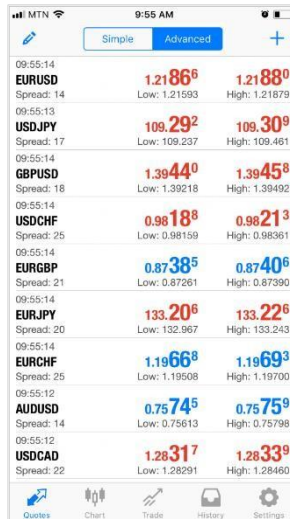 MTN 9:55 AM
Simple Advanced +
09:55:14
EURUSD 1.21866 1.21880
Spread: 14 Low: 1.21593 High: 1.21879
09:55:13
USDJPY 109.292 109.309
Spread: 17 Low: 109.237 High: 109.461
09:55:14
GBPUSD 1.39440 1.39458
Spread: 18 Low: 1.39218 High: 1.39492
09:55:14
USDCHF 0.98188 0.98213
Spread: 25 Low: 0.98159 High: 0.98361
09:55:14
EURGBP 0.87385 0.87406
Spread: 21 Low: 0.87261 High: 0.87390
09:55:14
EURJPY 133.206 133.226
Spread: 20 Low: 132.967 High: 133.243
09:55:14
EURCHF 1.19668 1.19693
Spread: 25 Low: 1.19508 High: 1.19700
09:55:12
AUDUSD 0.75745 0.75759
Spread: 14 Low: 0.75613 High: 0.75798
09:55:12
USDCAD 1.28317 1.28339
Spread: 22 Low: 1.28291 High: 1.28460
Quotes Chart Trade History Settings